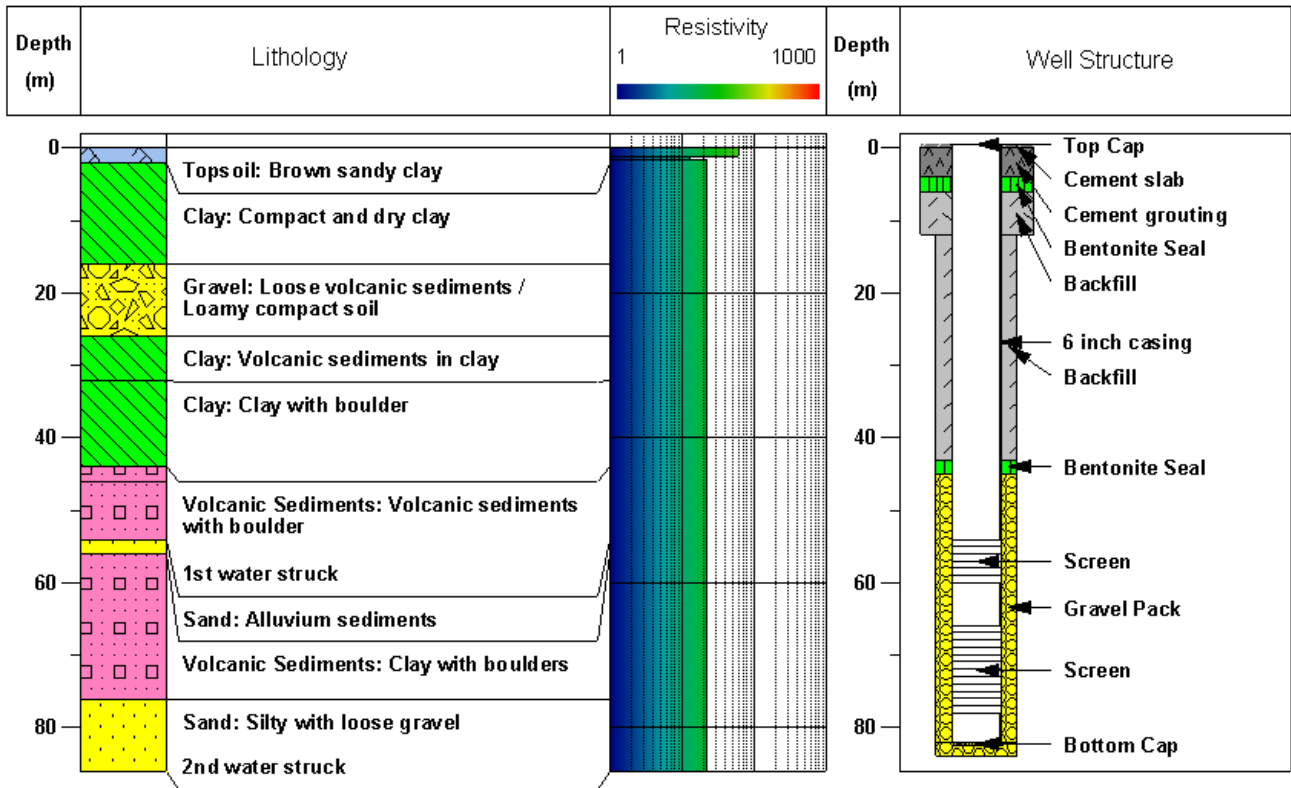 Depth
(m)
Lithology
Resistivity
1 1000
Depth
(m)
Well Structure
0
20
40
60
80
Topsoil: Brown sandy clay
Clay: Compact and dry clay
Gravel: Loose volcanic sediments /
Loamy compact soil
Clay: Volcanic sediments in clay
Clay: Clay with boulder
Volcanic Sediments: Volcanic sediments
with boulder
1st water struck
Sand: Alluvium sediments
Volcanic Sediments: Clay with boulders
Sand: Silty with loose gravel
2nd water struck
0
20
40
60
80
Top Cap
Cement slab
Cement grouting
Bentonite Seal
Backfill
6 inch casing
Backfill
Bentonite Seal
Screen
Gravel Pack
Screen
Bottom Cap